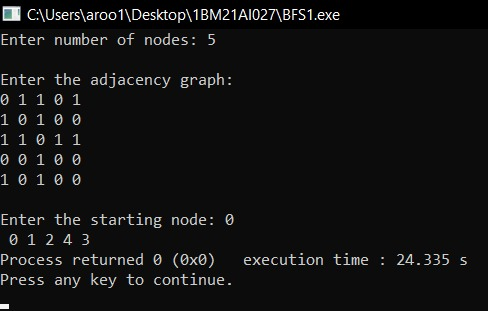 C:\Users\aroo1\Desktop\1BM21AI027\BFS1.exe
Enter number of nodes: 5
Enter the adjacency graph:
0 1 1 0 1
1 0 1 0 0
1 1 0 1 1
0 0 1 0 0
1 0 1 0 0
Enter the starting node: 0
0 1 2 4 3
Process returned 0 (0x0)   execution time : 24.335 s
Press any key to continue.